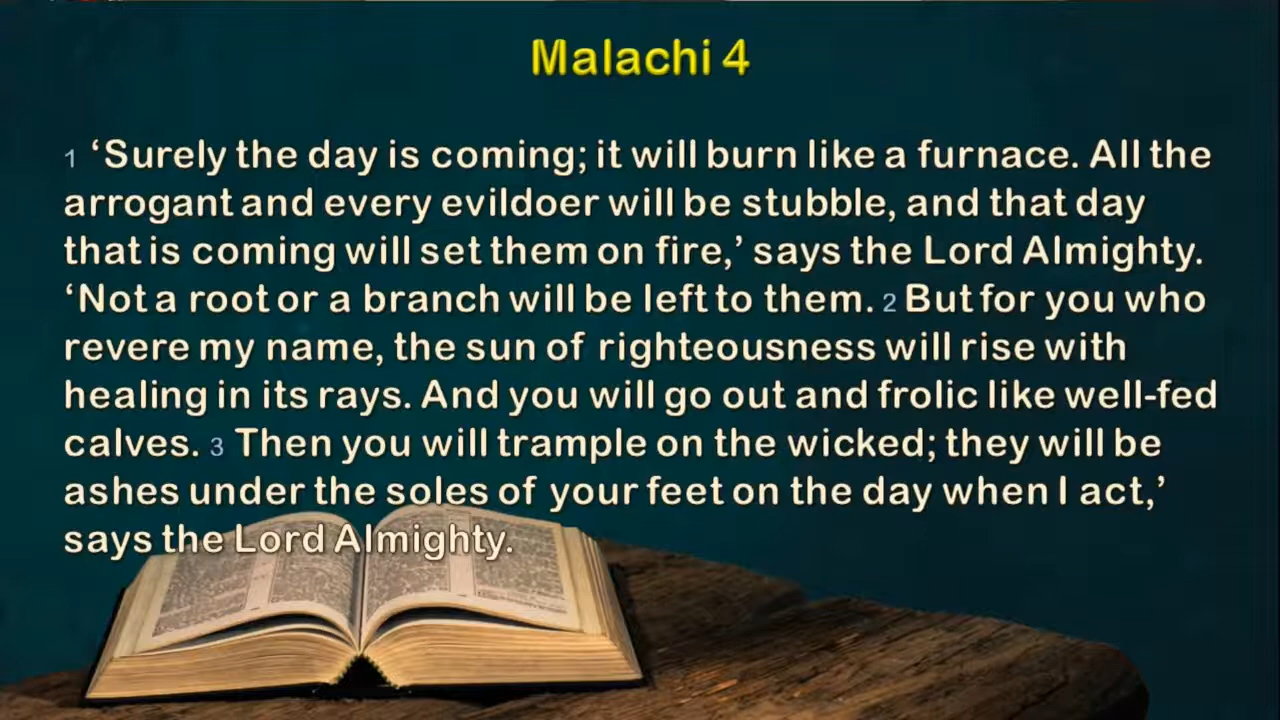 Malachi 4
1 ‘Surely the day is coming; it will burn like a furnace. All the
arrogant and every evildoer will be stubble, and that day
that is coming will set them on fire,’ says the Lord Almighty.
‘Not a root or a branch will be left to them. 2 But for you who
revere my name, the sun of righteousness will rise with
healing in its rays. And you will go out and frolic like well-fed
calves. 3 Then you will trample on the wicked; they will be
ashes under the soles of your feet on the day when I act,’
says the Lord Almighty.